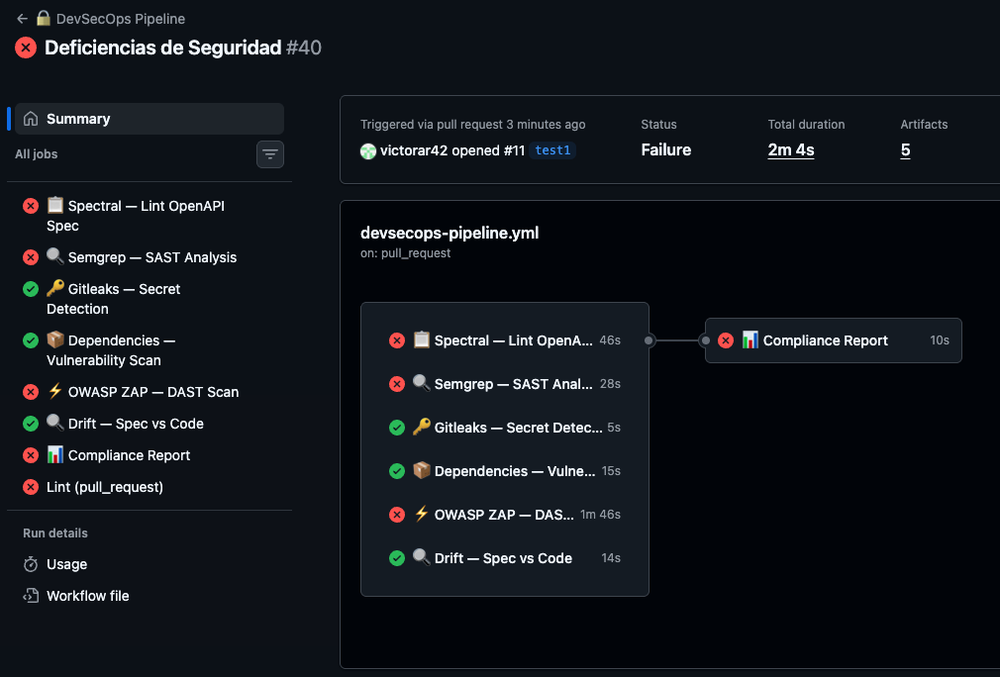 ← 🔒 DevSecOps Pipeline
Deficiencias de Seguridad #40
Summary
All jobs
📋 Spectral — Lint OpenAPI
Spec
🔍 Semgrep — SAST Analysis
🔑 Gitleaks — Secret
Detection
📦 Dependencies —
Vulnerability Scan
⚡ OWASP ZAP — DAST Scan
🔍 Drift — Spec vs Code
📊 Compliance Report
Lint (pull_request)
Run details
Usage
Workflow file
Triggered via pull request 3 minutes ago
victorar42 opened #11 test1
Status
Failure
Total duration
2m 4s
Artifacts
5
devsecops-pipeline.yml
on: pull_request
📋 Spectral — Lint OpenA... 46s
🔍 Semgrep — SAST Anal... 28s
🔑 Gitleaks — Secret Detec... 5s
📦 Dependencies — Vulne... 15s
⚡ OWASP ZAP — DAS... 1m 46s
🔍 Drift — Spec vs Code 14s
📊 Compliance Report 10s